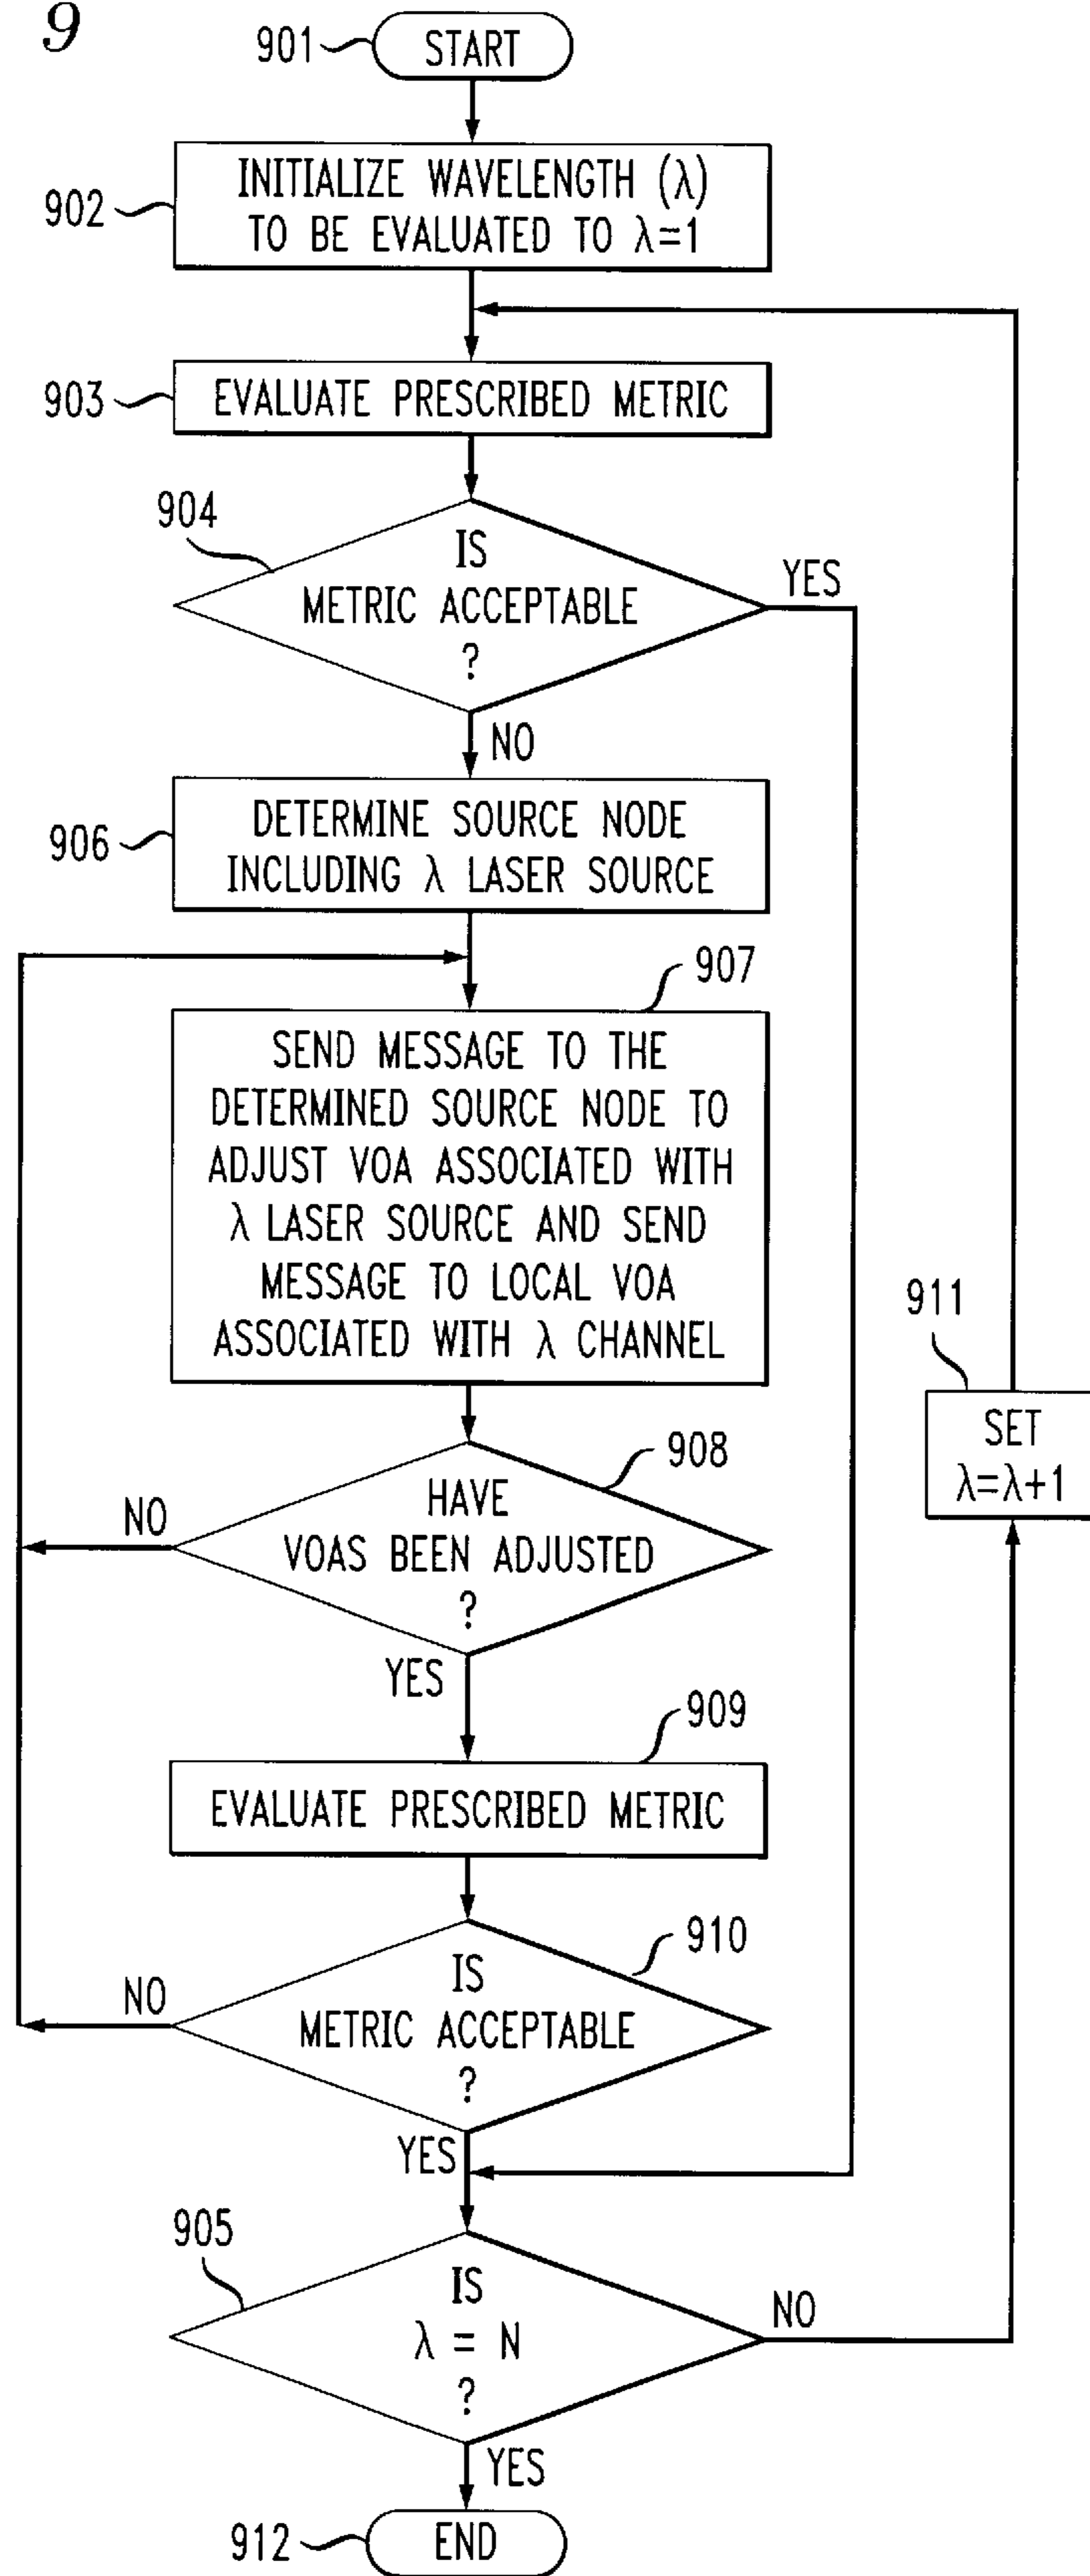 9
901
START
902
INITIALIZE WAVELENGTH (λ)
TO BE EVALUATED TO λ=1
903
EVALUATE PRESCRIBED METRIC
904
IS
METRIC ACCEPTABLE
?
YES
NO
906
DETERMINE SOURCE NODE
INCLUDING λ LASER SOURCE
907
SEND MESSAGE TO THE
DETERMINED SOURCE NODE TO
ADJUST VOA ASSOCIATED WITH
λ LASER SOURCE AND SEND
MESSAGE TO LOCAL VOA
ASSOCIATED WITH λ CHANNEL
911
SET
λ=λ+1
908
HAVE
VOAS BEEN ADJUSTED
?
NO
YES
909
EVALUATE PRESCRIBED METRIC
910
IS
METRIC ACCEPTABLE
?
NO
YES
905
IS
λ = N
?
NO
YES
912
END